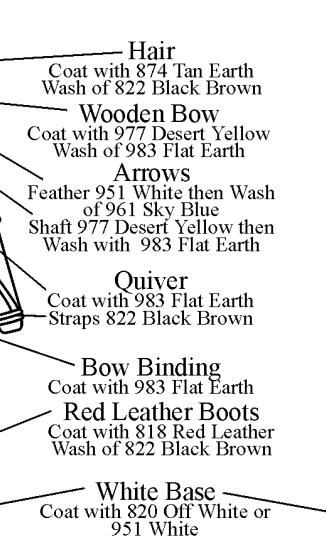 Hair
Coat with 874 Tan Earth
Wash of 822 Black Brown
Wooden Bow
Coat with 977 Desert Yellow
Wash of 983 Flat Earth
Arrows
Feather 951 White then Wash
of 961 Sky Blue
Shaft 977 Desert Yellow then
Wash with 983 Flat Earth
Quiver
Coat with 983 Flat Earth
Straps 822 Black Brown
Bow Binding
Coat with 983 Flat Earth
Red Leather Boots
Coat with 818 Red Leather
Wash of 822 Black Brown
White Base
Coat with 820 Off White or
951 White